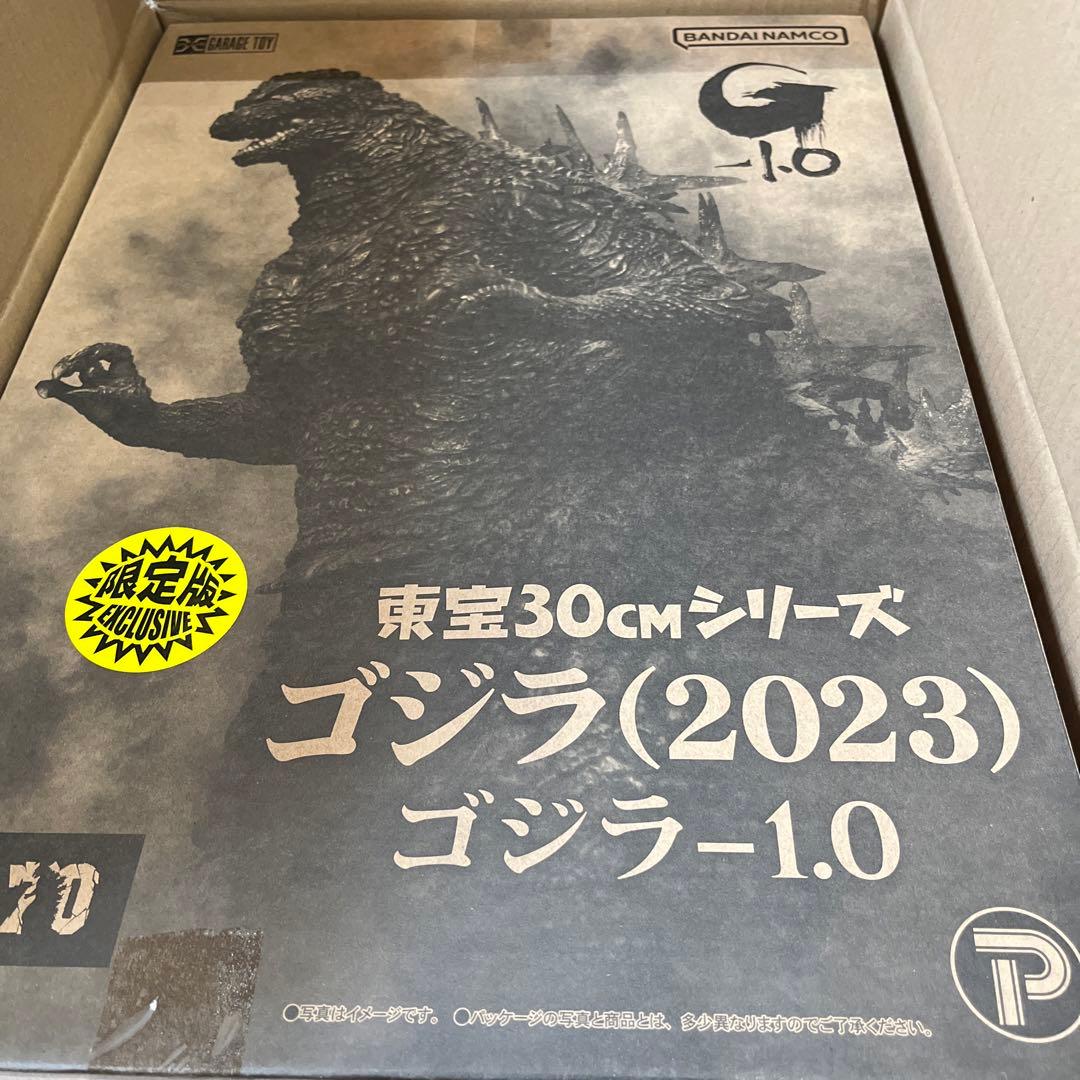 GARAGE TOY
BANDAI NAMCO
G
-1.0
限定版
EXCLUSIVE
東宝30CMシリーズ
ゴジラ(2023)
ゴジラ-1.0
70
P
●写真はイメージです。 ●パッケージの写真と商品とは、多少異なりますのでご了承ください。